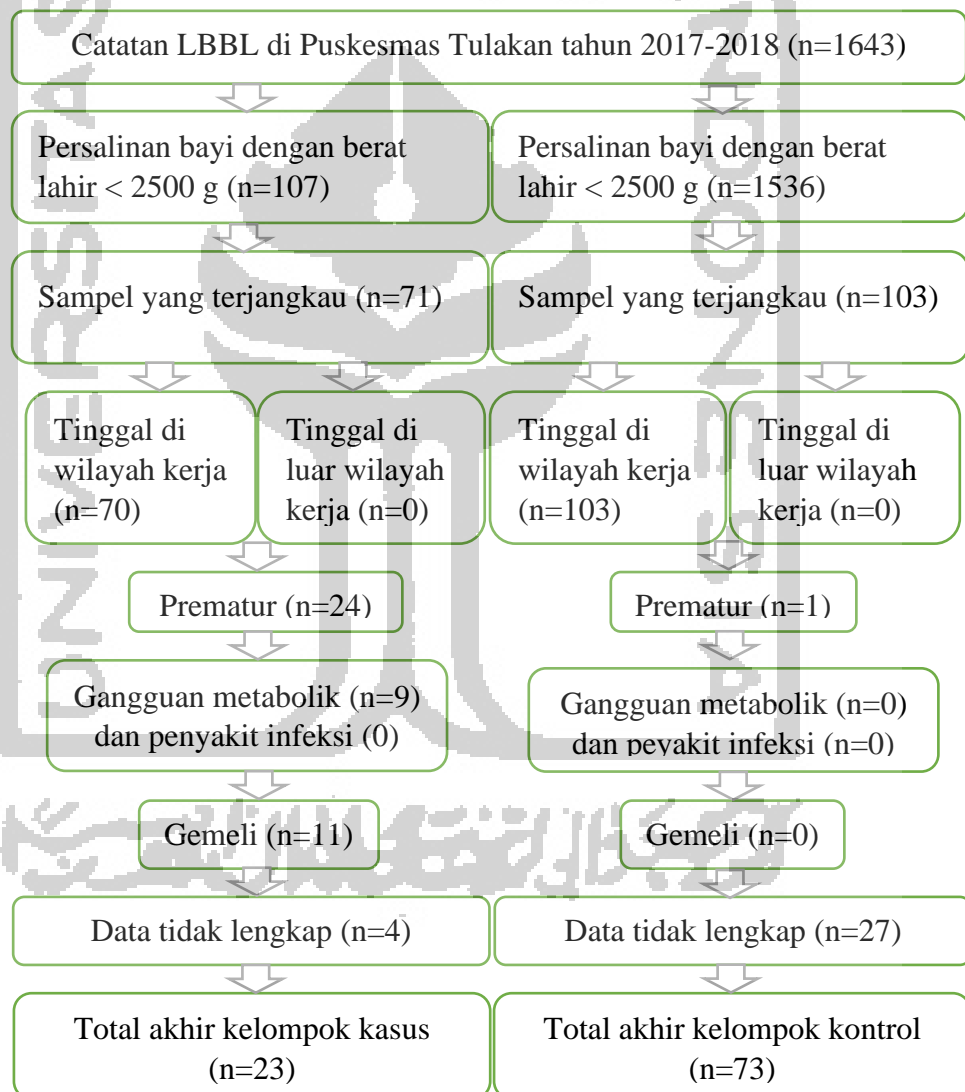 Catatan LBBL di Puskesmas Tulakan tahun 2017-2018 (n=1643)
Persalinan bayi dengan berat
lahir < 2500 g (n=107)
Persalinan bayi dengan berat
lahir < 2500 g (n=1536)
Sampel yang terjangkau (n=71)
Sampel yang terjangkau (n=103)
Tinggal di
wilayah kerja
(n=70)
Tinggal di
luar wilayah
kerja (n=0)
Tinggal di
wilayah kerja
(n=103)
Tinggal di
luar wilayah
kerja (n=0)
Prematur (n=24)
Prematur (n=1)
Gangguan metabolik (n=9)
dan penyakit infeksi (0)
Gangguan metabolik (n=0)
dan peyakit infeksi (n=0)
Gemeli (n=11)
Gemeli (n=0)
Data tidak lengkap (n=4)
Data tidak lengkap (n=27)
Total akhir kelompok kasus
(n=23)
Total akhir kelompok kontrol
(n=73)